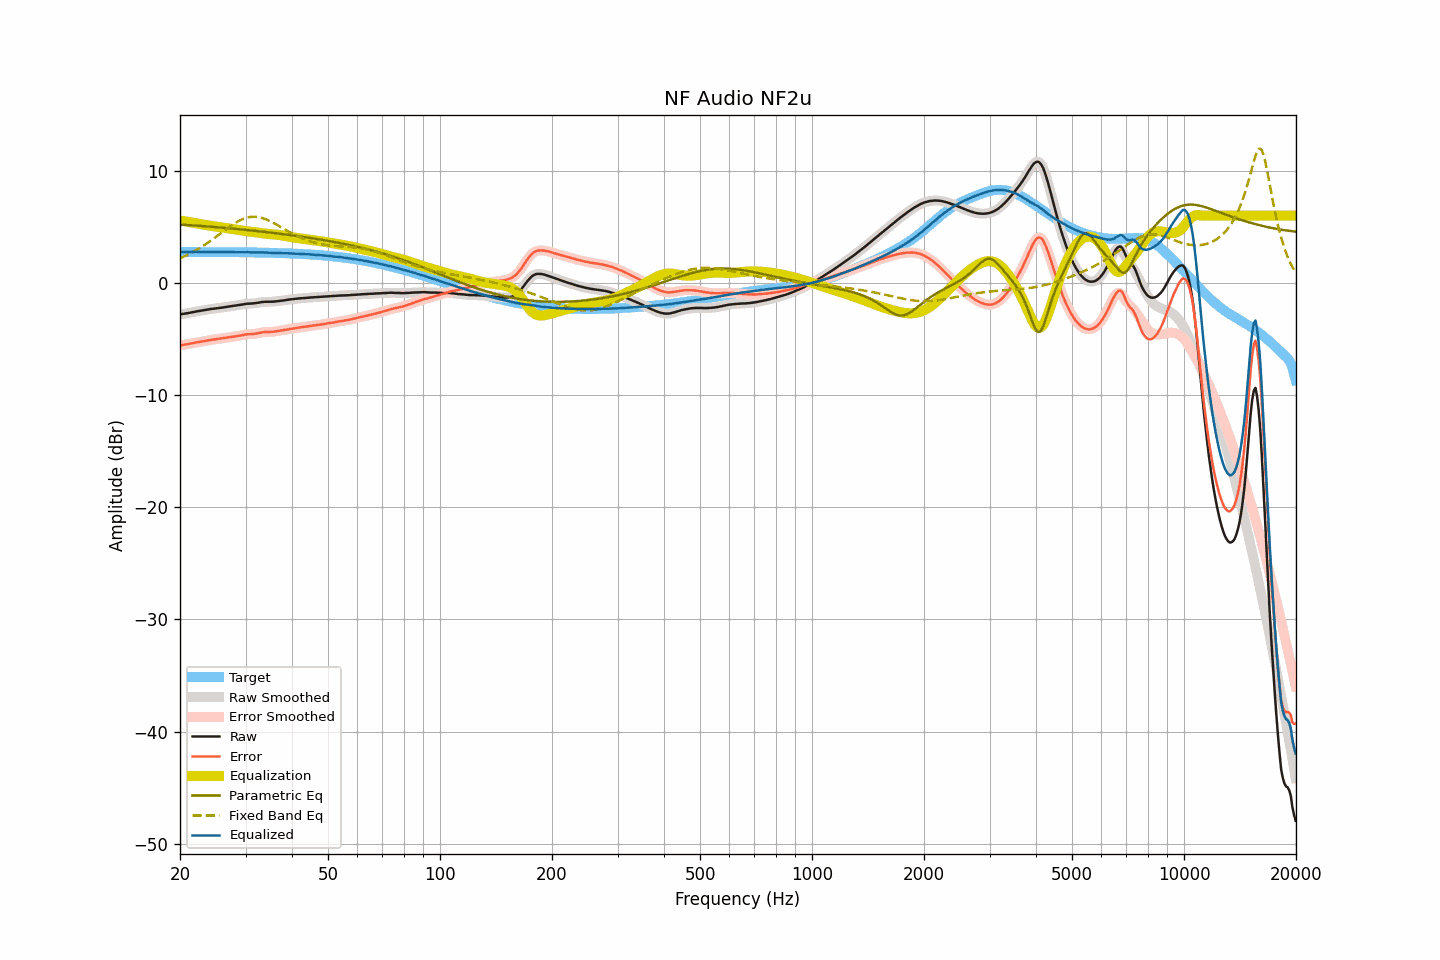 NF Audio NF2u
10
0
−10
−20
−30
−40
−50
Amplitude (dBr)
Target
Raw Smoothed
Error Smoothed
Raw
Error
Equalization
Parametric Eq
Fixed Band Eq
Equalized
20 50 100 200 500 1000 2000 5000 10000 20000
Frequency (Hz)